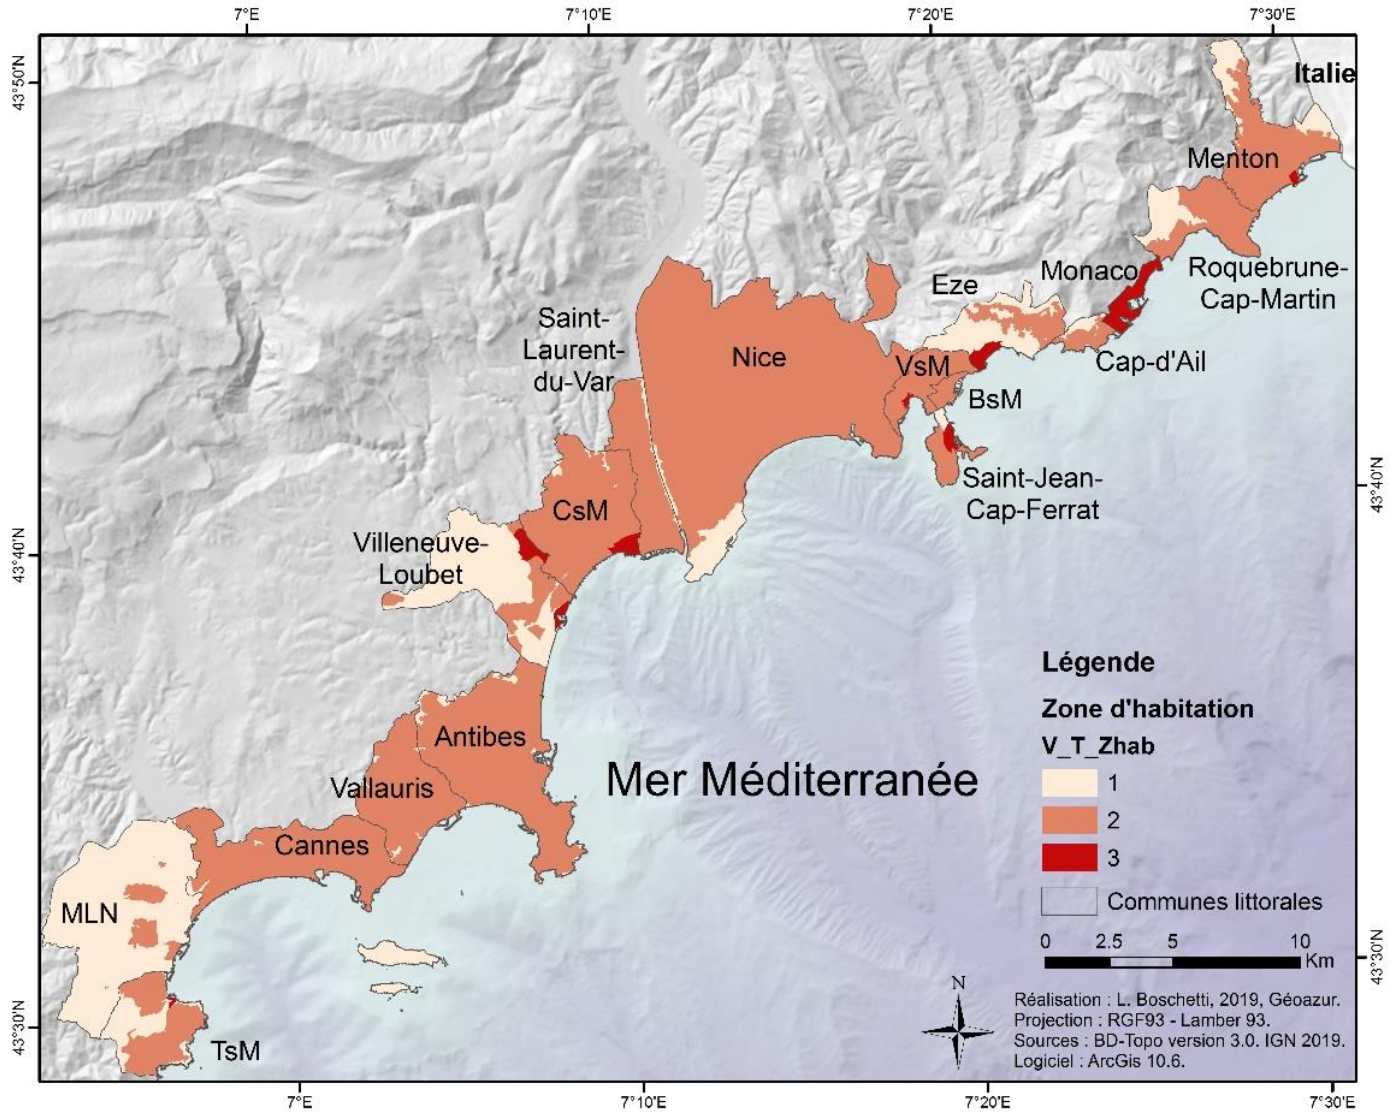 7°E
7°10'E
7°20'E
7°30'E
43°50'N
43°40'N
43°30'N
43°40'N
43°30'N
Italie
Menton
Monaco
Roquebrune-
Cap-Martin
Eze
Cap-d'Ail
Saint-
Laurent-
du-Var
Nice
VsM
BsM
Saint-Jean-
Cap-Ferrat
CsM
Villeneuve-
Loubet
Antibes
Vallauris
Cannes
Mer Méditerranée
MLN
TsM
Légende
Zone d'habitation
V_T_Zhab
1
2
3
Communes littorales
0 2.5 5 10
Km
N
Réalisation : L. Boschetti, 2019, Géoazur.
Projection : RGF93 - Lamber 93.
Sources : BD-Topo version 3.0. IGN 2019.
Logiciel : ArcGis 10.6.
7°E
7°10'E
7°20'E
7°30'E